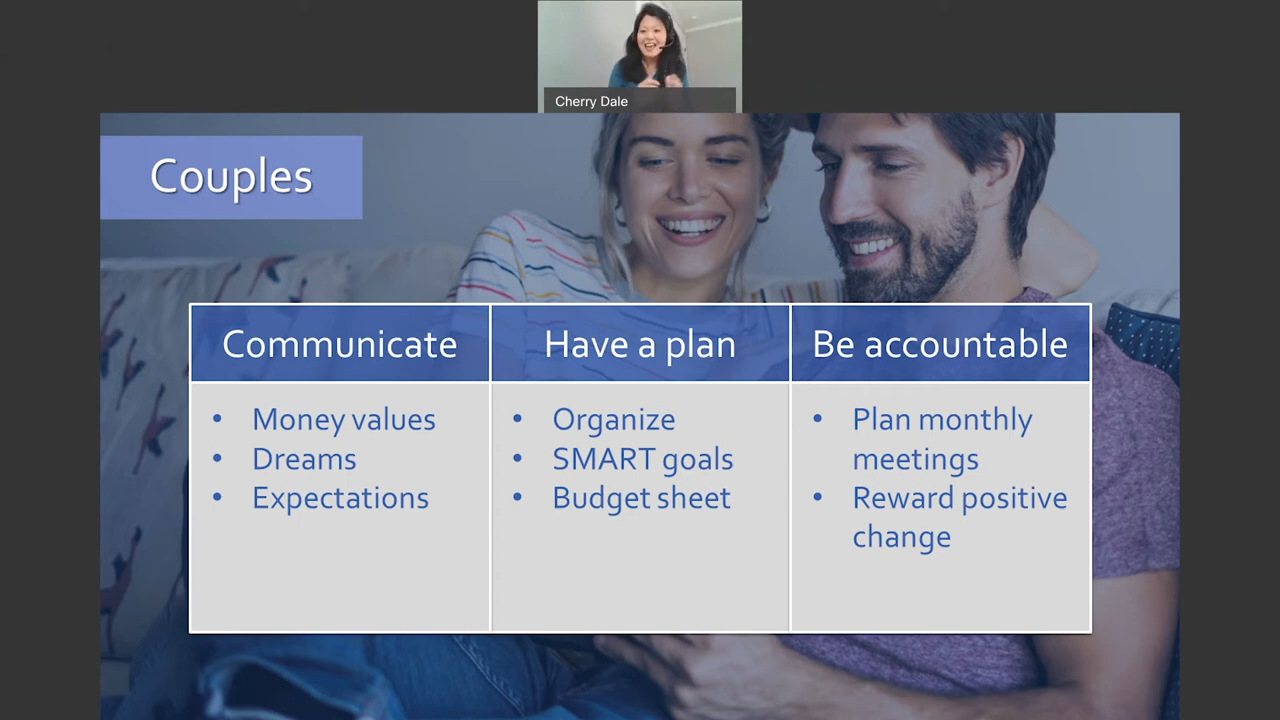 Cherry Dale
Couples
Communicate
Have a plan
Be accountable
• Money values
• Dreams
• Expectations
• Organize
• SMART goals
• Budget sheet
• Plan monthly
meetings
• Reward positive
change